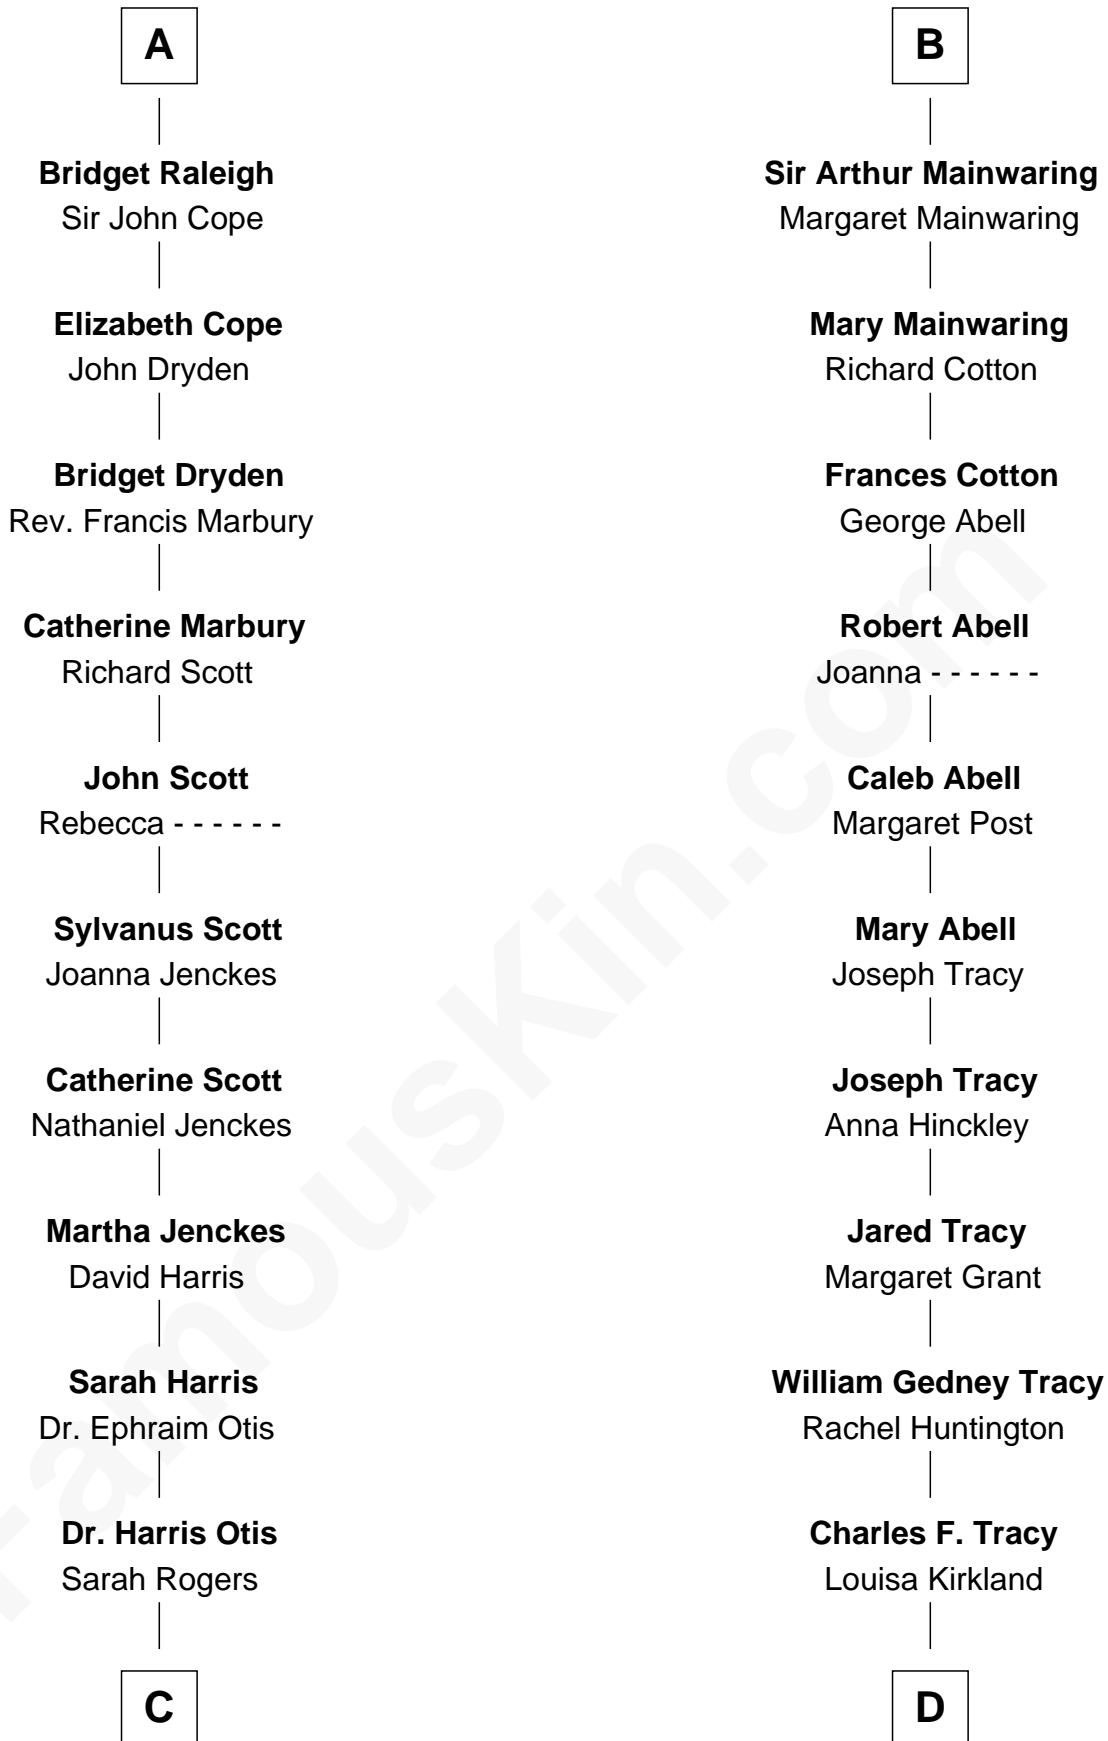 A
Bridget Raleigh
Sir John Cope
Elizabeth Cope
John Dryden
Bridget Dryden
Rev. Francis Marbury
Catherine Marbury
Richard Scott
John Scott
Rebecca - - - - - -
Sylvanus Scott
Joanna Jenckes
Catherine Scott
Nathaniel Jenckes
Martha Jenckes
David Harris
Sarah Harris
Dr. Ephraim Otis
Dr. Harris Otis
Sarah Rogers
C
B
Sir Arthur Mainwaring
Margaret Mainwaring
Mary Mainwaring
Richard Cotton
Frances Cotton
George Abell
Robert Abell
Joanna - - - - - -
Caleb Abell
Margaret Post
Mary Abell
Joseph Tracy
Joseph Tracy
Anna Hinckley
Jared Tracy
Margaret Grant
William Gedney Tracy
Rachel Huntington
Charles F. Tracy
Louisa Kirkland
D
FamousKin.com